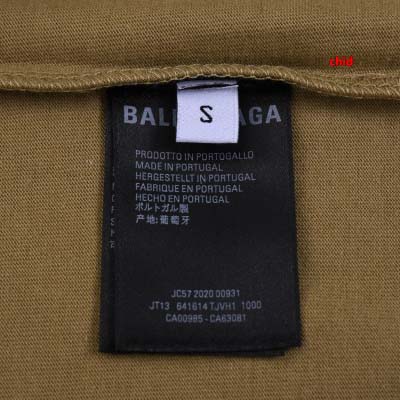 chid
S
PRODOTTO IN PORTOGALLO
MADE IN PORTUGAL
HERGESTELLT IN PORTUGAL
FABRIQUE EN PORTUGAL
HECHO EN PORTUGAL
ポルトガル製
产地:葡萄牙
JC57 2020 00931
JT13 641614 TJVH1 1000
CA00985 - CA63081